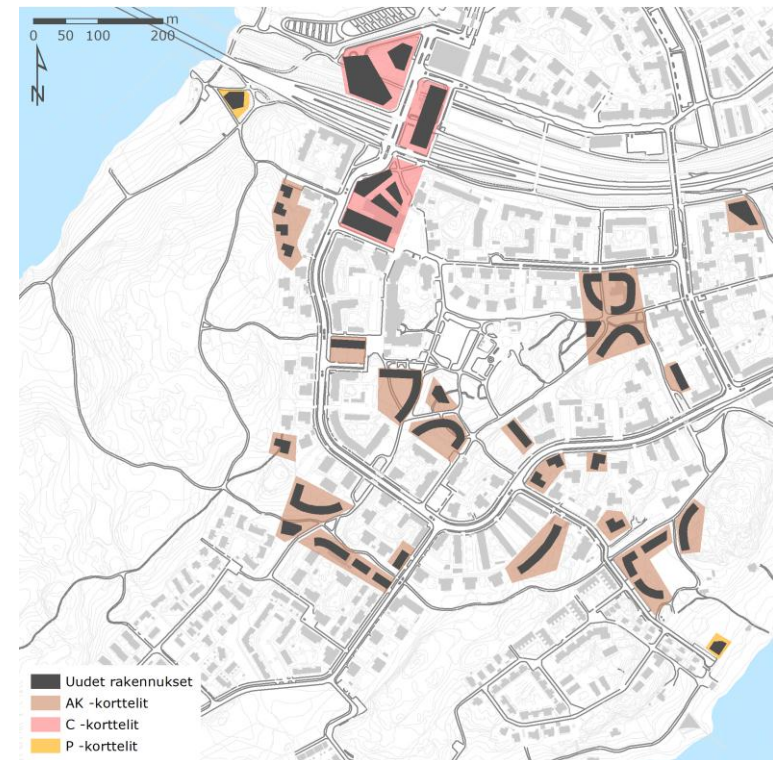 m
0 50 100 200
N
Uudet rakennukset
AK -korttelit
C -korttelit
P -korttelit